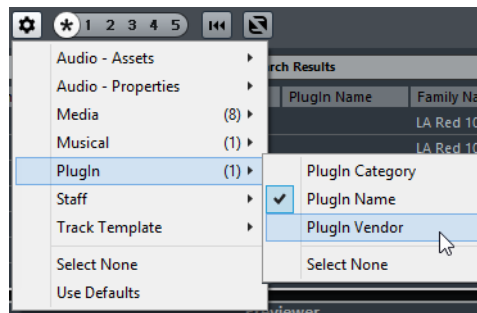 1 2 3 4 5
Audio - Assets
rch Results
Audio - Properties
PlugIn Name
Family Na
Media (8)
LA Red 10
Musical (1)
LA Red 10
PlugIn (1)
PlugIn Category
Staff
PlugIn Name
Track Template
PlugIn Vendor
Select None
Select None
Use Defaults